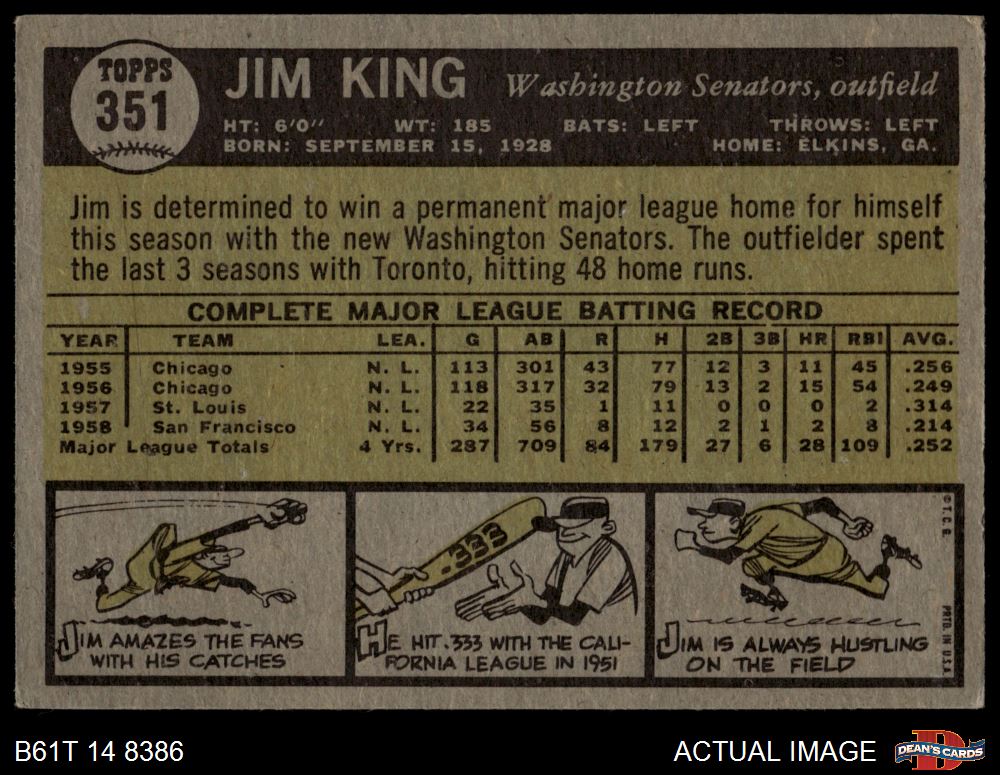 TOPPS
351
JIM KING
Washington Senators, outfield
HT: 6'0" WT: 185 BATS: LEFT THROWS: LEFT
BORN: SEPTEMBER 15, 1928 HOME: ELKINS, GA.
Jim is determined to win a permanent major league home for himself
this season with the new Washington Senators. The outfielder spent
the last 3 seasons with Toronto, hitting 48 home runs.
COMPLETE MAJOR LEAGUE BATTING RECORD
YEAR TEAM LEA. G AB R H 2B 3B HR RBI AVG.
1955 Chicago N. L. 113 301 43 77 12 3 11 45 .256
1956 Chicago N. L. 118 317 32 79 13 2 15 54 .249
1957 St. Louis N. L. 22 35 1 11 0 0 0 2 .314
1958 San Francisco N. L. 34 56 8 12 2 1 2 8 .214
Major League Totals 4 Yrs. 287 709 84 179 27 6 28 109 .252
JIM AMAZES THE FANS
WITH HIS CATCHES
.333
HE HIT .333 WITH THE CALI-
FORNIA LEAGUE IN 1951
JIM IS ALWAYS HUSTLING
ON THE FIELD
© T.C.G.
PRTD. IN U.S.A.
B61T 14 8386
ACTUAL IMAGE
D
DEAN'S CARDS